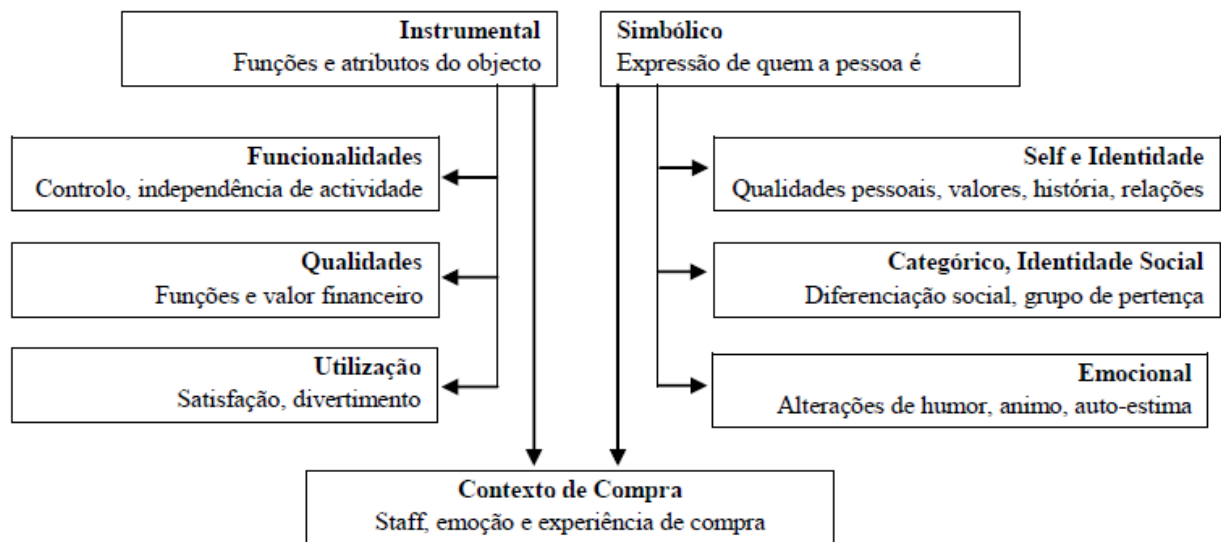 Instrumental
Funções e atributos do objecto
Simbólico
Expressão de quem a pessoa é
Funcionalidades
Controlo, independência de actividade
Self e Identidade
Qualidades pessoais, valores, história, relações
Qualidades
Funções e valor financeiro
Categórico, Identidade Social
Diferenciação social, grupo de pertença
Utilização
Satisfação, divertimento
Emocional
Alterações de humor, animo, auto-estima
Contexto de Compra
Staff, emoção e experiência de compra